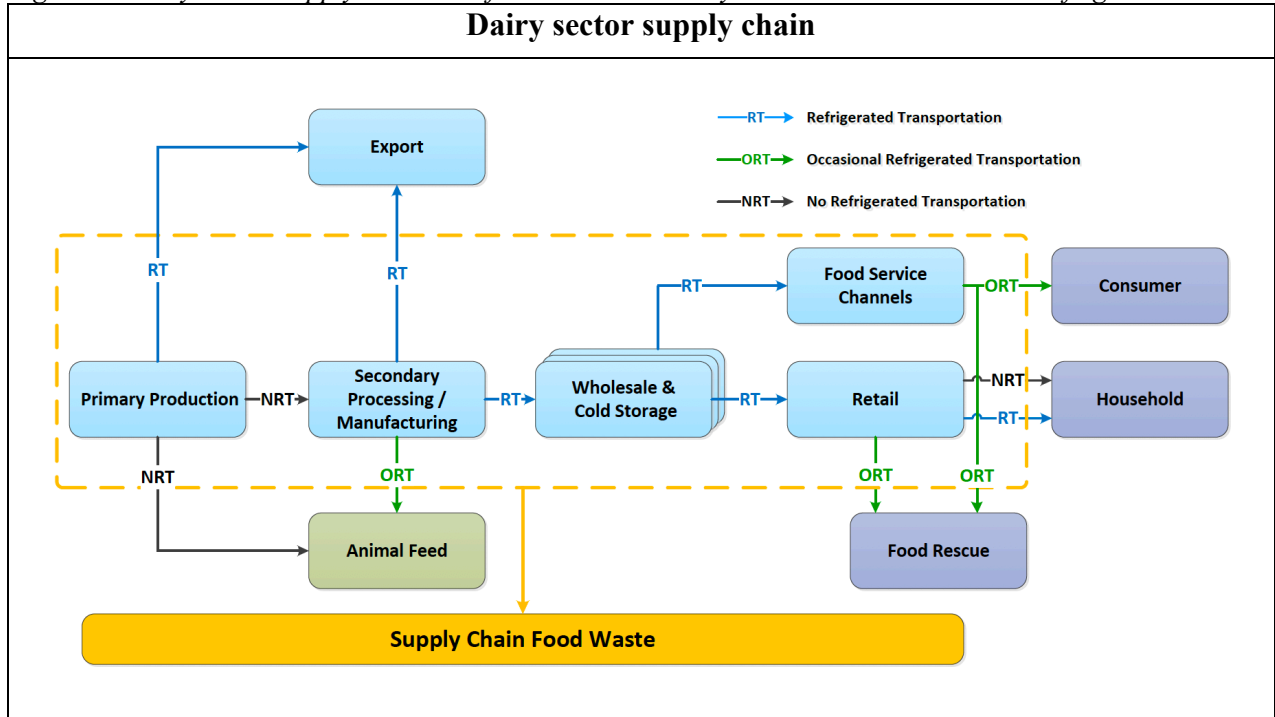 Dairy sector supply chain
Export
RT Refrigerated Transportation
ORT Occasional Refrigerated Transportation
NRT No Refrigerated Transportation
RT
RT
RT
Food Service
Channels
ORT
Consumer
Primary Production
NRT
Secondary
Processing /
Manufacturing
RT
Wholesale &
Cold Storage
RT
Retail
NRT
RT
Household
NRT
ORT
ORT
ORT
Animal Feed
Food Rescue
Supply Chain Food Waste